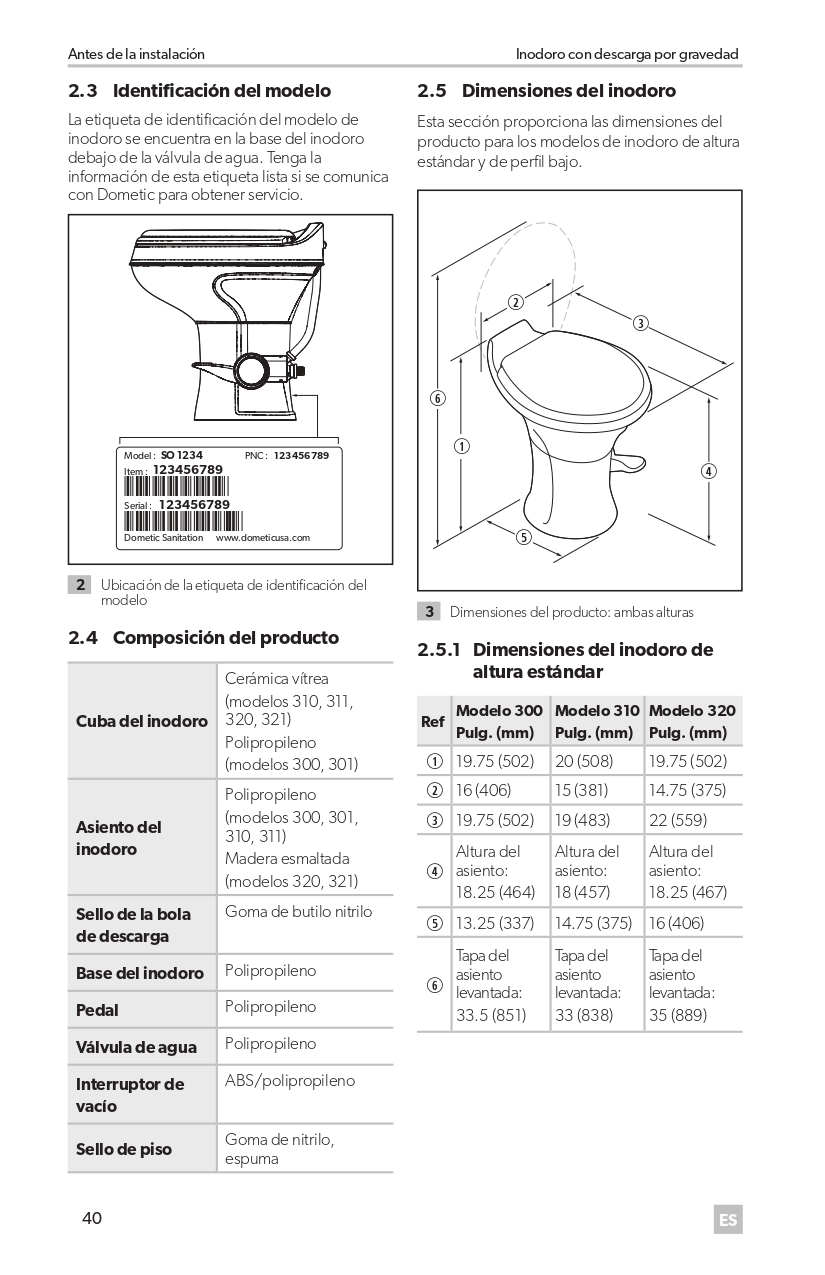 Antes de la instalación
Inodoro con descarga por gravedad
2.3 Identificación del modelo
La etiqueta de identificación del modelo de
inodoro se encuentra en la base del inodoro
debajo de la válvula de agua. Tenga la
información de esta etiqueta lista si se comunica
con Dometic para obtener servicio.
Model : SO 1234 PNC : 123456789
Item : 123456789
Serial : 123456789
Dometic Sanitation www.dometicusa.com
2 Ubicación de la etiqueta de identificación del
modelo
2.4 Composición del producto
Cuba del inodoro
Cerámica vítrea
(modelos 310, 311,
320, 321)
Polipropileno
(modelos 300, 301)
Asiento del
inodoro
Polipropileno
(modelos 300, 301,
310, 311)
Madera esmaltada
(modelos 320, 321)
Sello de la bola
de descarga
Goma de butilo nitrilo
Base del inodoro Polipropileno
Pedal Polipropileno
Válvula de agua Polipropileno
Interruptor de
vacío
ABS/polipropileno
Sello de piso
Goma de nitrilo,
espuma
2.5 Dimensiones del inodoro
Esta sección proporciona las dimensiones del
producto para los modelos de inodoro de altura
estándar y de perfil bajo.
②
③
⑥
①
④
⑤
3 Dimensiones del producto: ambas alturas
2.5.1 Dimensiones del inodoro de
altura estándar
Ref
Modelo 300
Pulg. (mm)
Modelo 310
Pulg. (mm)
Modelo 320
Pulg. (mm)
① 19.75 (502) 20 (508) 19.75 (502)
② 16 (406) 15 (381) 14.75 (375)
③ 19.75 (502) 19 (483) 22 (559)
④
Altura del
asiento:
18.25 (464)
Altura del
asiento:
18 (457)
Altura del
asiento:
18.25 (467)
⑤ 13.25 (337) 14.75 (375) 16 (406)
⑥
Tapa del
asiento
levantada:
33.5 (851)
Tapa del
asiento
levantada:
33 (838)
Tapa del
asiento
levantada:
35 (889)
40
ES